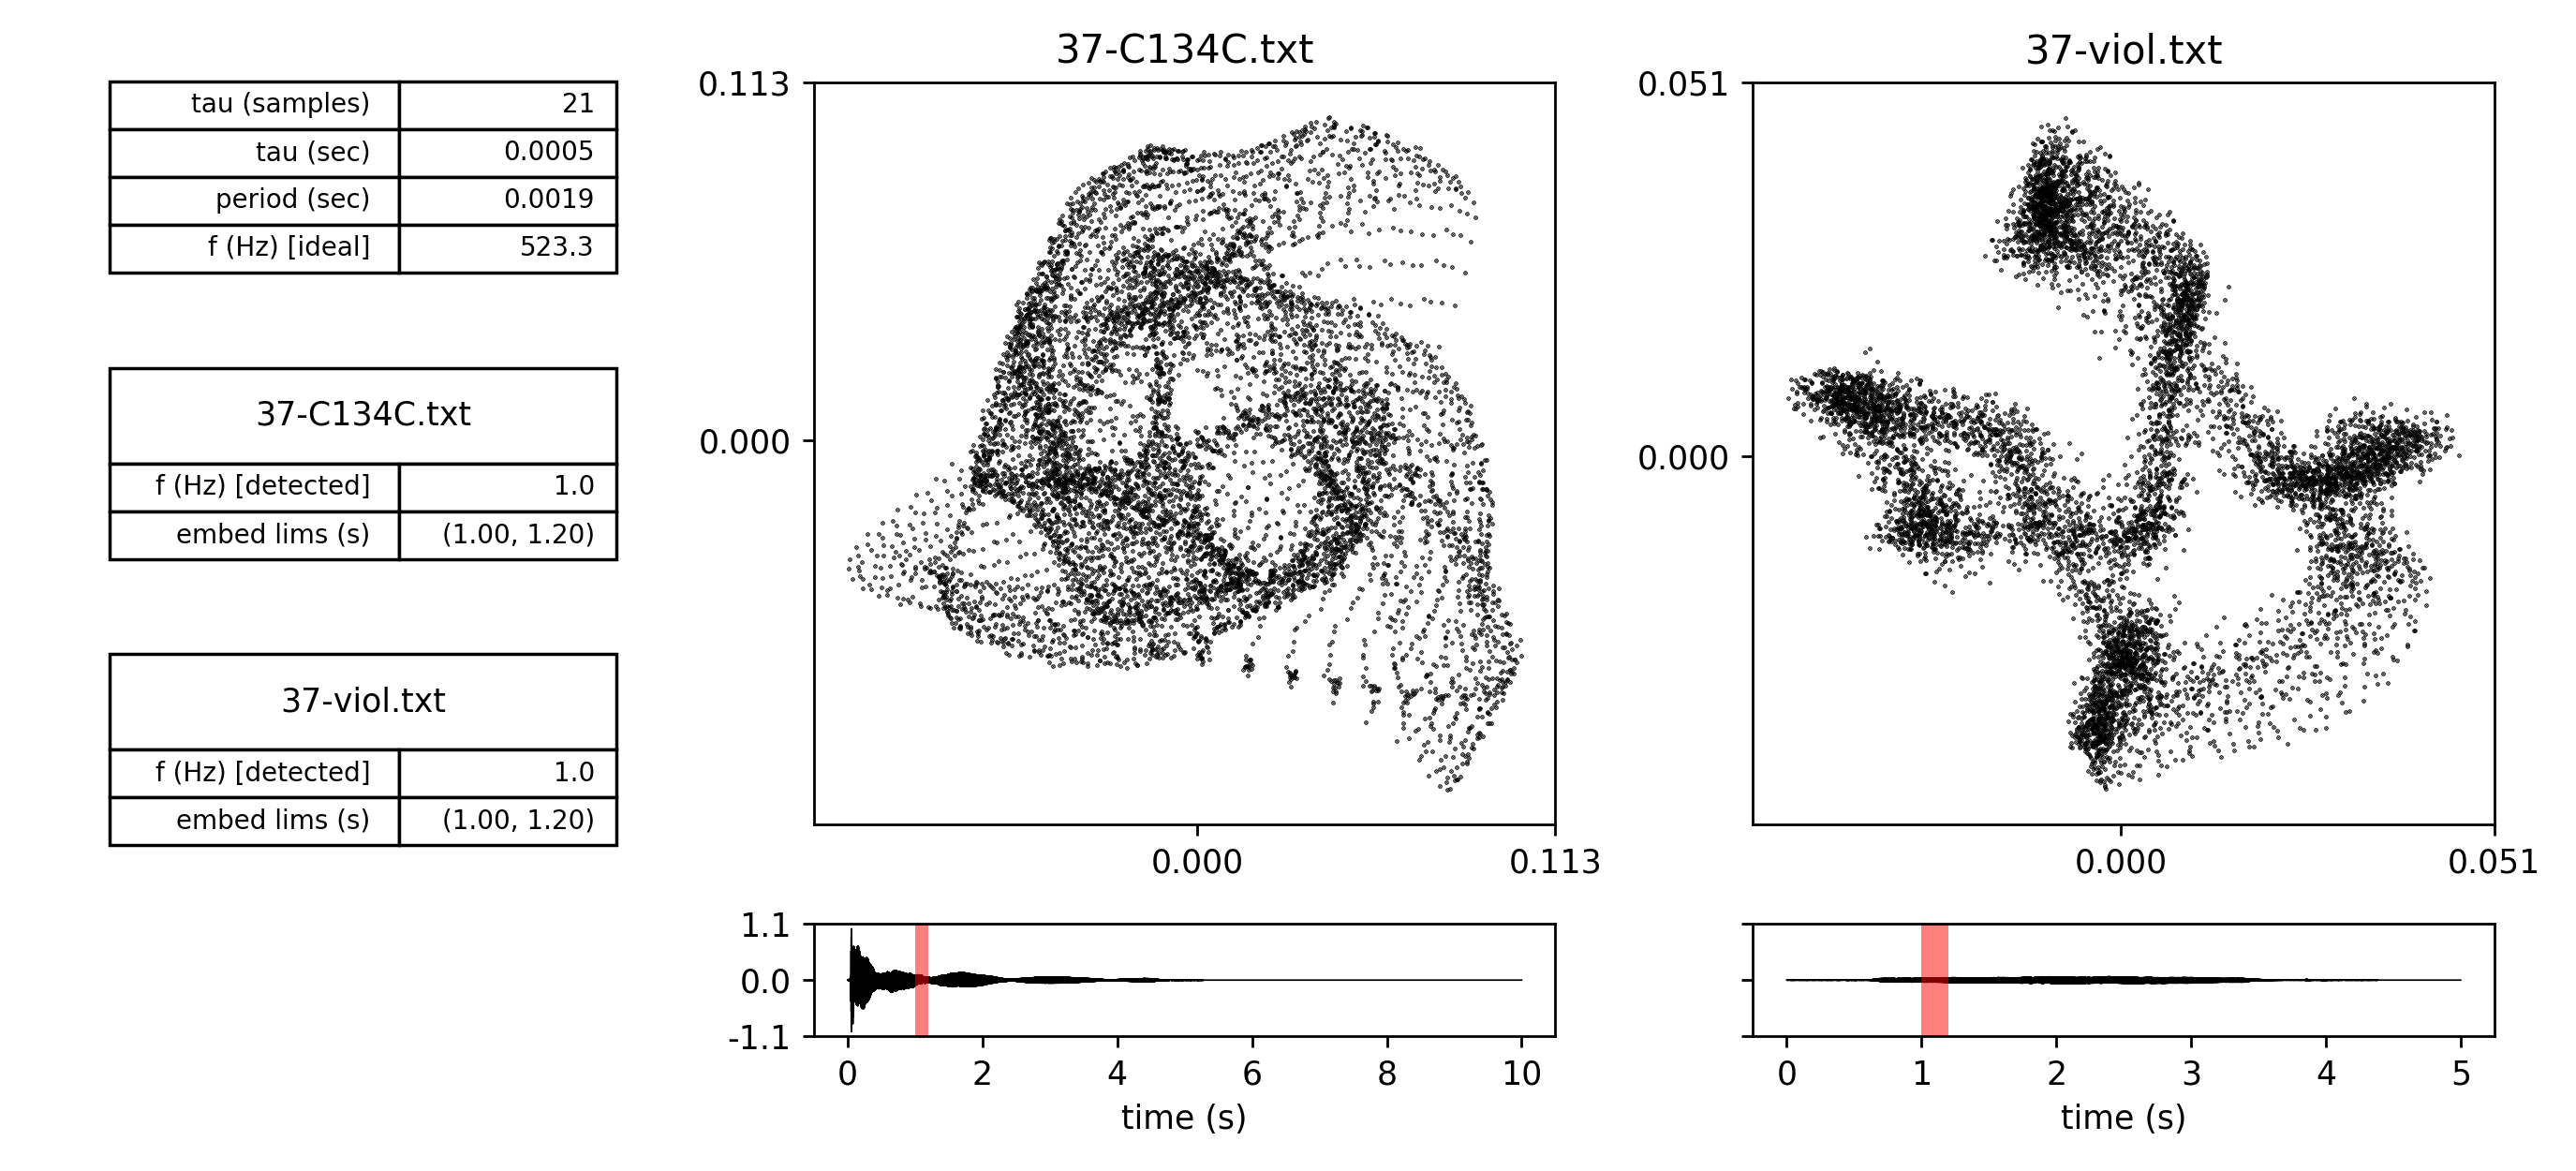 tau (samples) 21
tau (sec) 0.0005
period (sec) 0.0019
f (Hz) [ideal] 523.3
37-C134C.txt
f (Hz) [detected] 1.0
embed lims (s) (1.00, 1.20)
37-viol.txt
f (Hz) [detected] 1.0
embed lims (s) (1.00, 1.20)
37-C134C.txt
0.113
0.000
0.000 0.113
1.1
0.0
-1.1
0 2 4 6 8 10
time (s)
37-viol.txt
0.051
0.000
0.000 0.051
0 1 2 3 4 5
time (s)